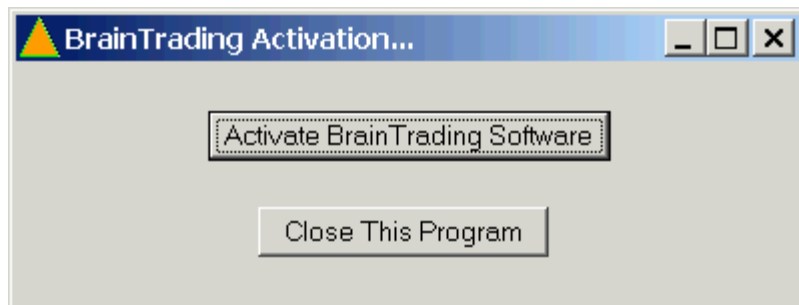 BrainTrading Activation...
Activate BrainTrading Software
Close This Program